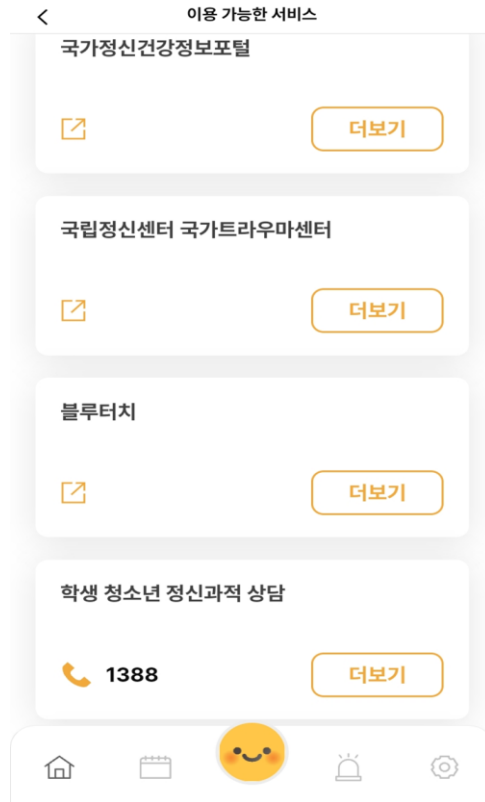 이용 가능한 서비스
국가정신건강정보포털
더보기
국립정신센터 국가트라우마센터
더보기
블루터치
더보기
학생 청소년 정신과적 상담
1388
더보기